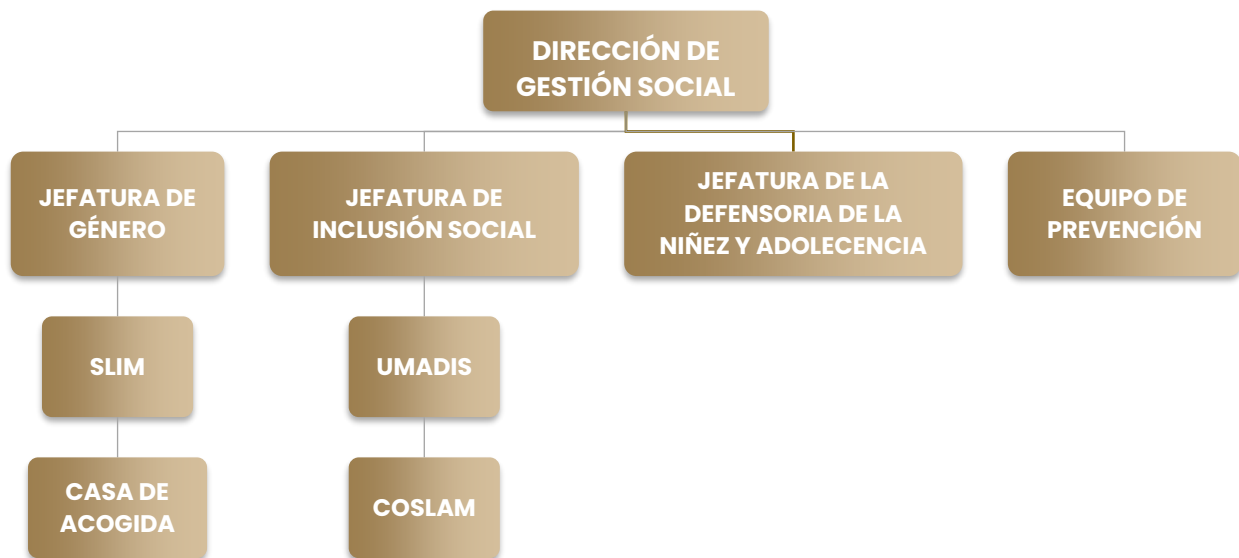 DIRECCIÓN DE
GESTIÓN SOCIAL
JEFATURA DE
GÉNERO
JEFATURA DE
INCLUSIÓN SOCIAL
JEFATURA DE LA
DEFENSORIA DE LA
NIÑEZ Y ADOLECENCIA
EQUIPO DE
PREVENCIÓN
SLIM
UMADIS
CASA DE
ACOGIDA
COSLAM